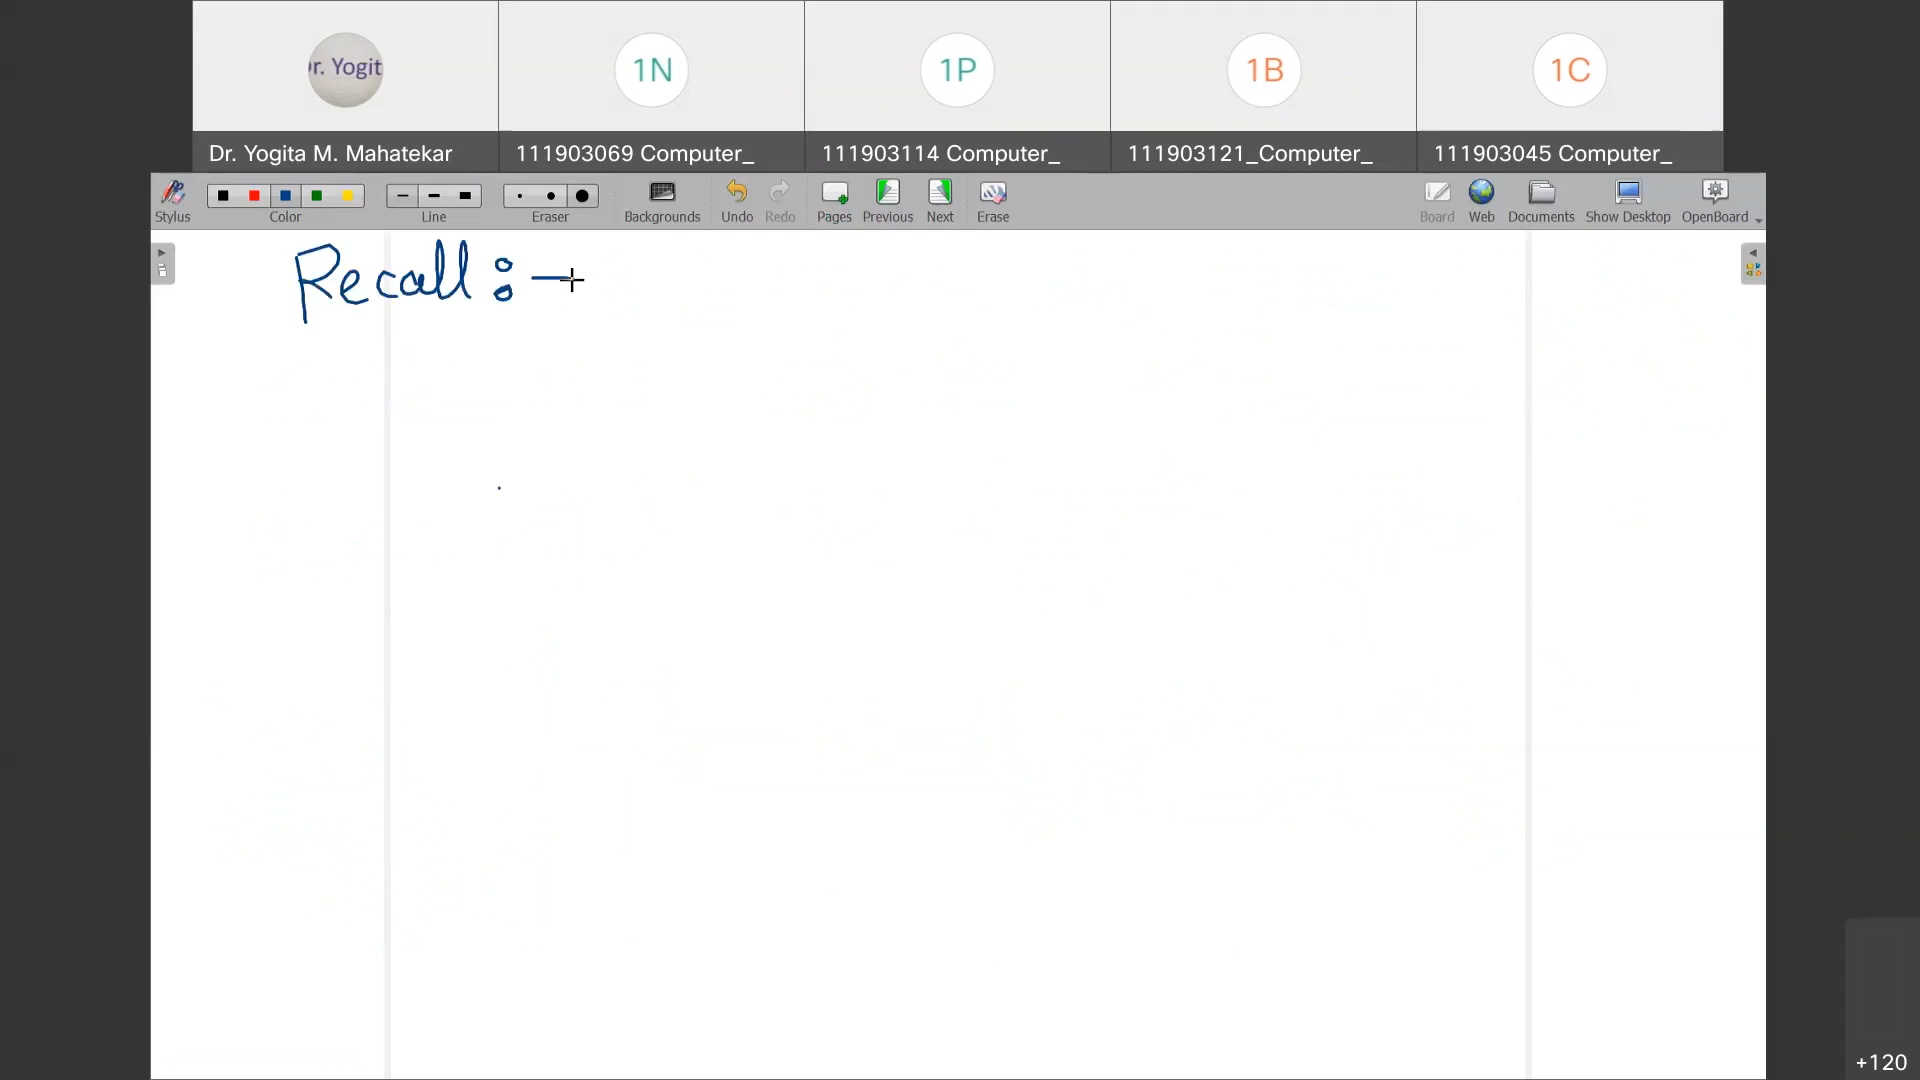 r. Yogit
1N
1P
1B
1C
Dr. Yogita M. Mahatekar
111903069 Computer_
111903114 Computer_
111903121_Computer_
111903045 Computer_
Stylus
Color
Line
Eraser
Backgrounds
Undo
Redo
Pages
Previous
Next
Erase
Board
Web
Documents
Show Desktop
OpenBoard
Recall :-
+120